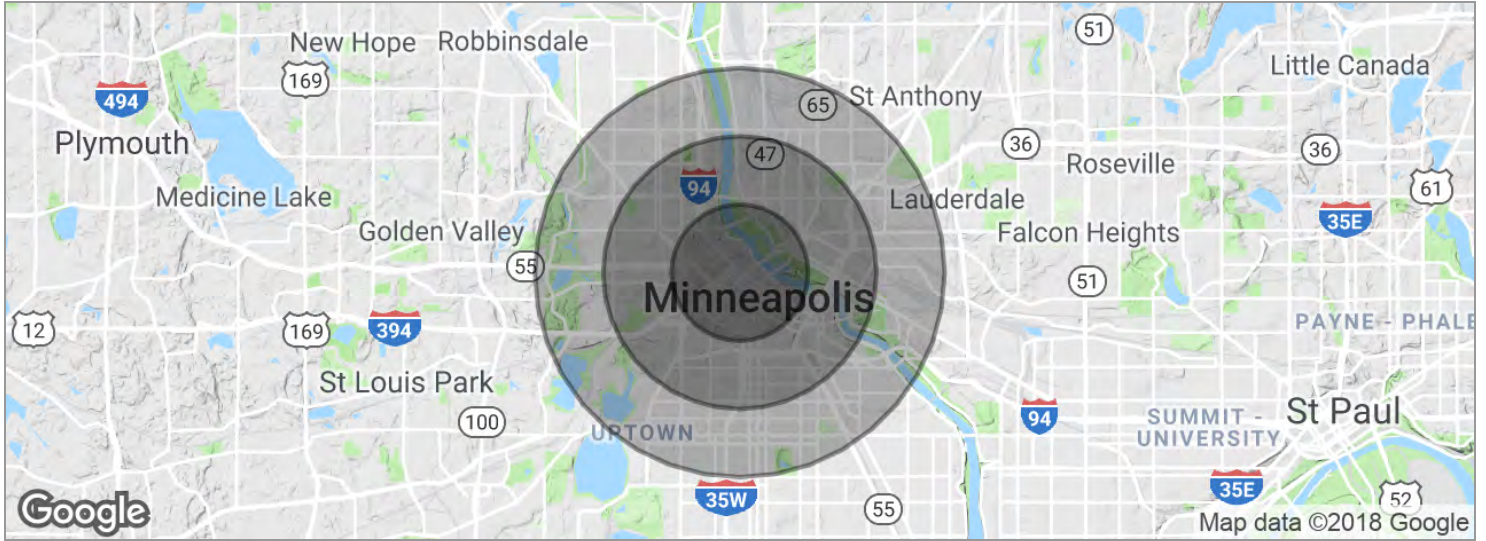 51
New Hope
Robbinsdale
Little Canada
169
494
65
St Anthony
Plymouth
47
36
Roseville
36
94
61
Medicine Lake
Lauderdale
35E
Golden Valley
Falcon Heights
55
51
Minneapolis
12
169
394
PAYNE - PHALE
St Louis Park
100
94
SUMMIT -
UNIVERSITY
St Paul
UPTOWN
35W
35E
55
52
Google
Map data ©2018 Google